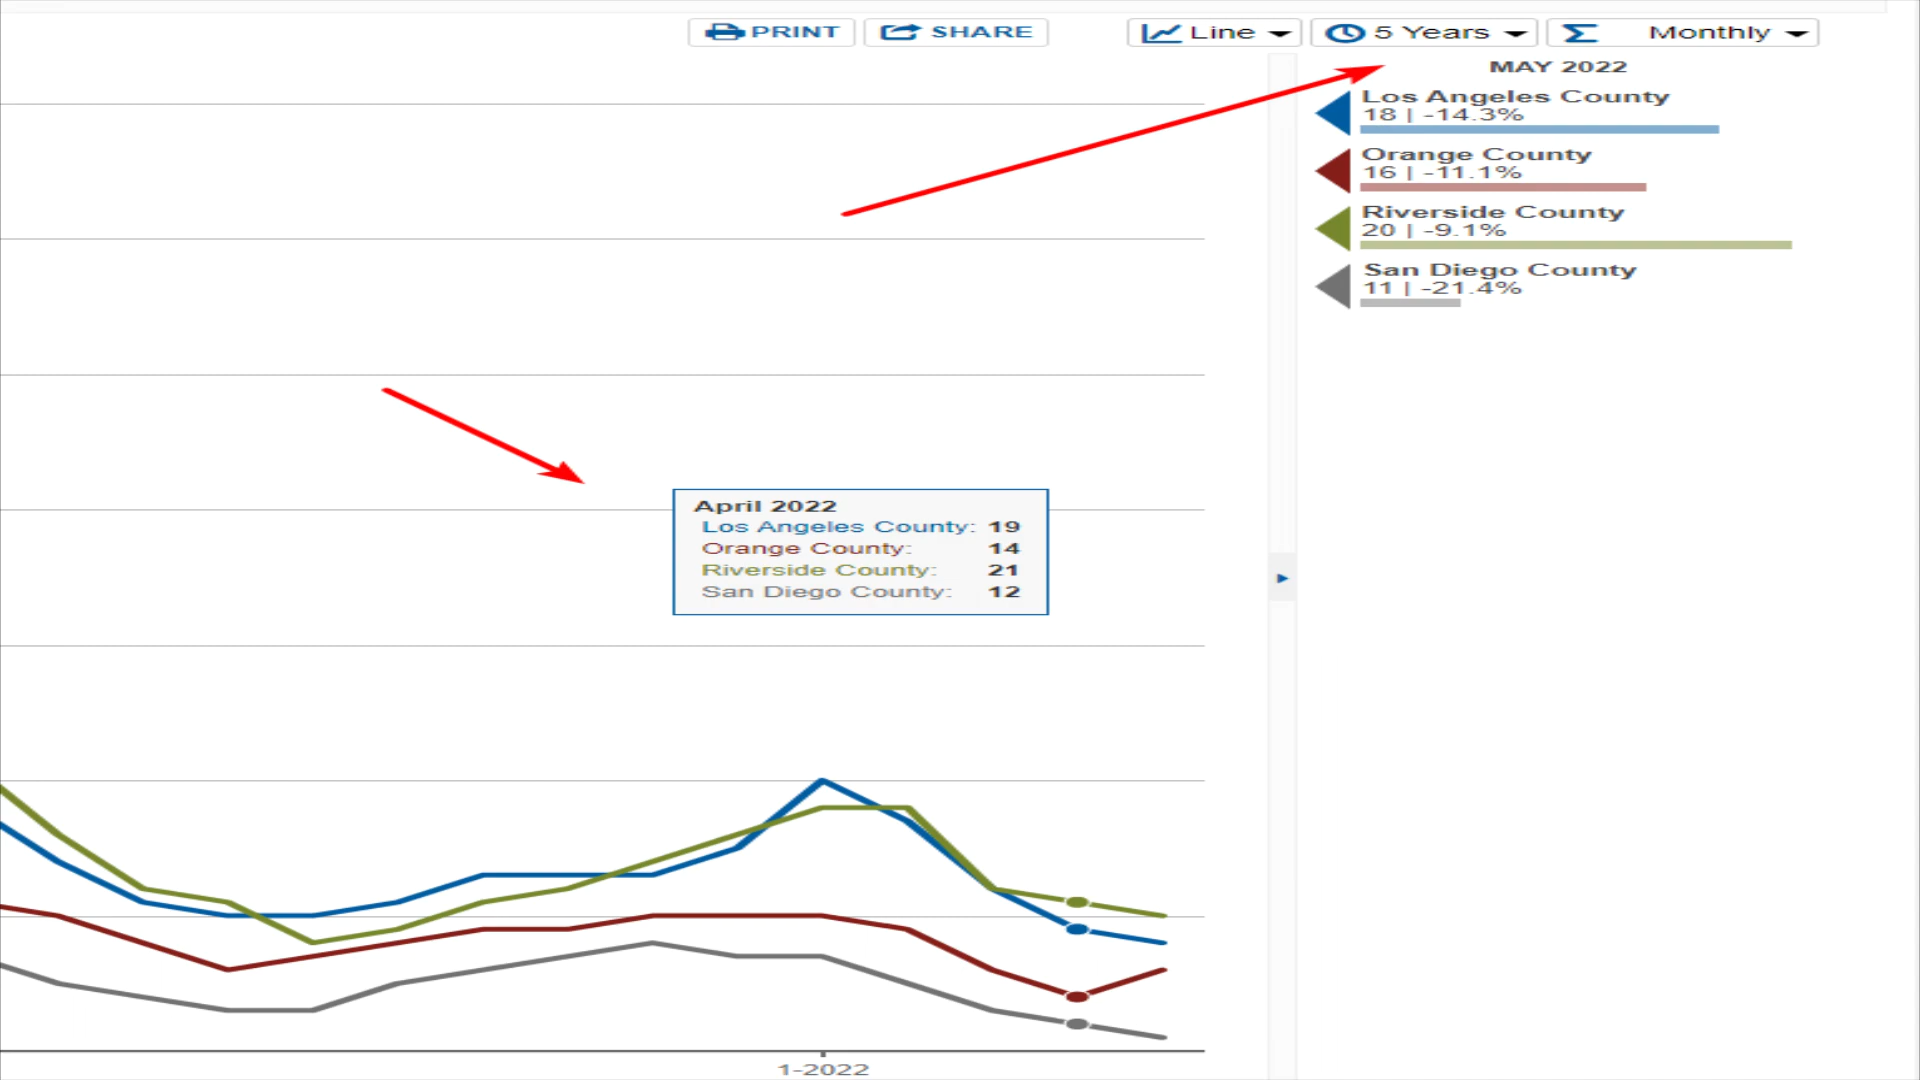 PRINT SHARE Line 5 Years Monthly
MAY 2022
Los Angeles County
18 | -14.3%
Orange County
16 | -11.1%
Riverside County
20 | -9.1%
San Diego County
11 | -21.4%
April 2022
Los Angeles County: 19
Orange County: 14
Riverside County: 21
San Diego County: 12
1-2022